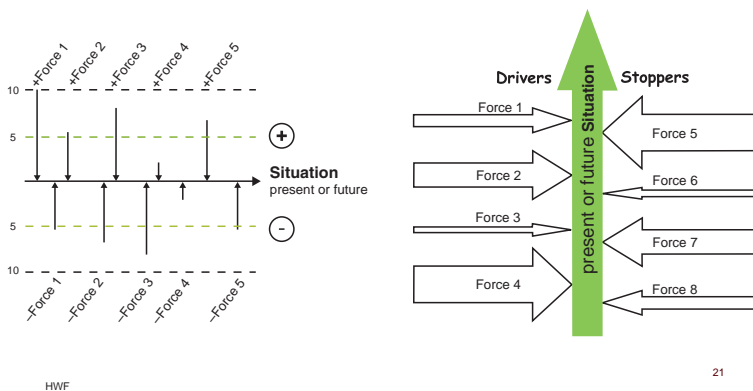 +Force 1
+Force 2
+Force 3
+Force 4
+Force 5
10
5
+
Situation
present or future
5
-
10
–Force 1
–Force 2
–Force 3
–Force 4
–Force 5
Drivers
Stoppers
present or future Situation
Force 1
Force 2
Force 3
Force 4
Force 5
Force 6
Force 7
Force 8
HWF
21